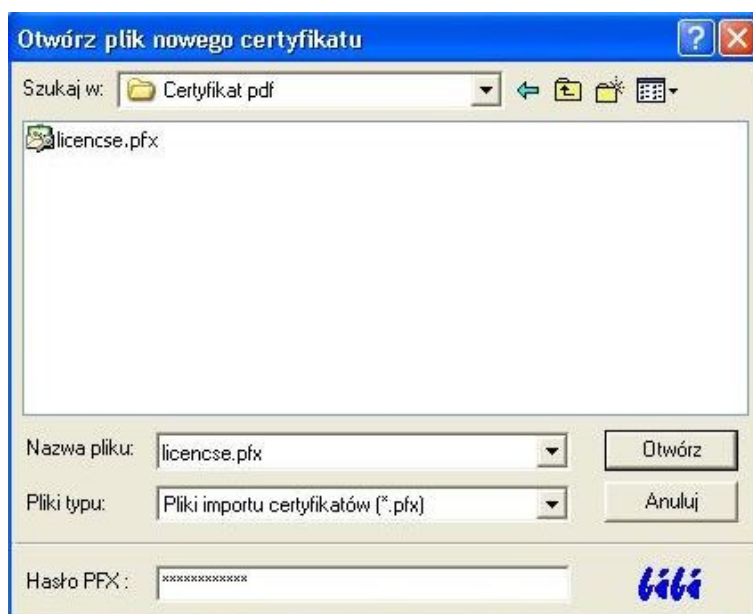 Otwórz plik nowego certyfikatu
Szukaj w: Certyfikat pdf
licencse.pfx
Nazwa pliku: licencse.pfx Otwórz
Pliki typu: Pliki importu certyfikatów (*.pfx) Anuluj
Hasło PFX : ************ bibi